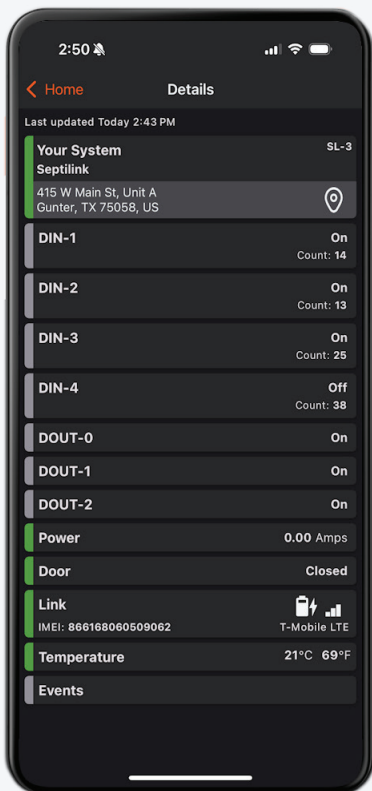 2:50
Home
Details
Last updated Today 2:43 PM
Your System
SL-3
Septilink
415 W Main St, Unit A
Gunter, TX 75058, US
DIN-1
On
Count: 14
DIN-2
On
Count: 13
DIN-3
On
Count: 25
DIN-4
Off
Count: 38
DOUT-0
On
DOUT-1
On
DOUT-2
On
Power
0.00 Amps
Door
Closed
Link
IMEI: 866168060509062
T-Mobile LTE
Temperature
21°C 69°F
Events